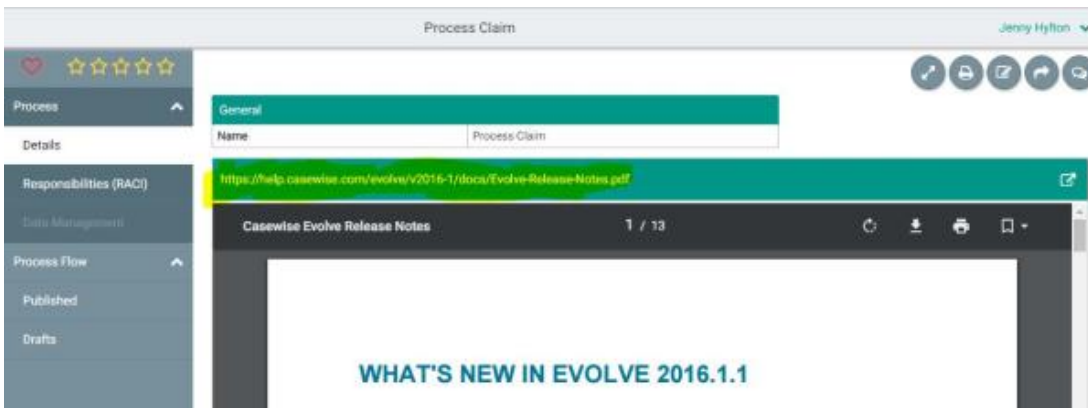 Process Claim
Jenny Hylton
Process
Details
Responsibilities (RACI)
Data Management
Process Flow
Published
Drafts
General
Name Process Claim
https://help.casewise.com/evolve/v2016-1/docs/Evolve-Release-Notes.pdf
Casewise Evolve Release Notes 1 / 13
WHAT'S NEW IN EVOLVE 2016.1.1